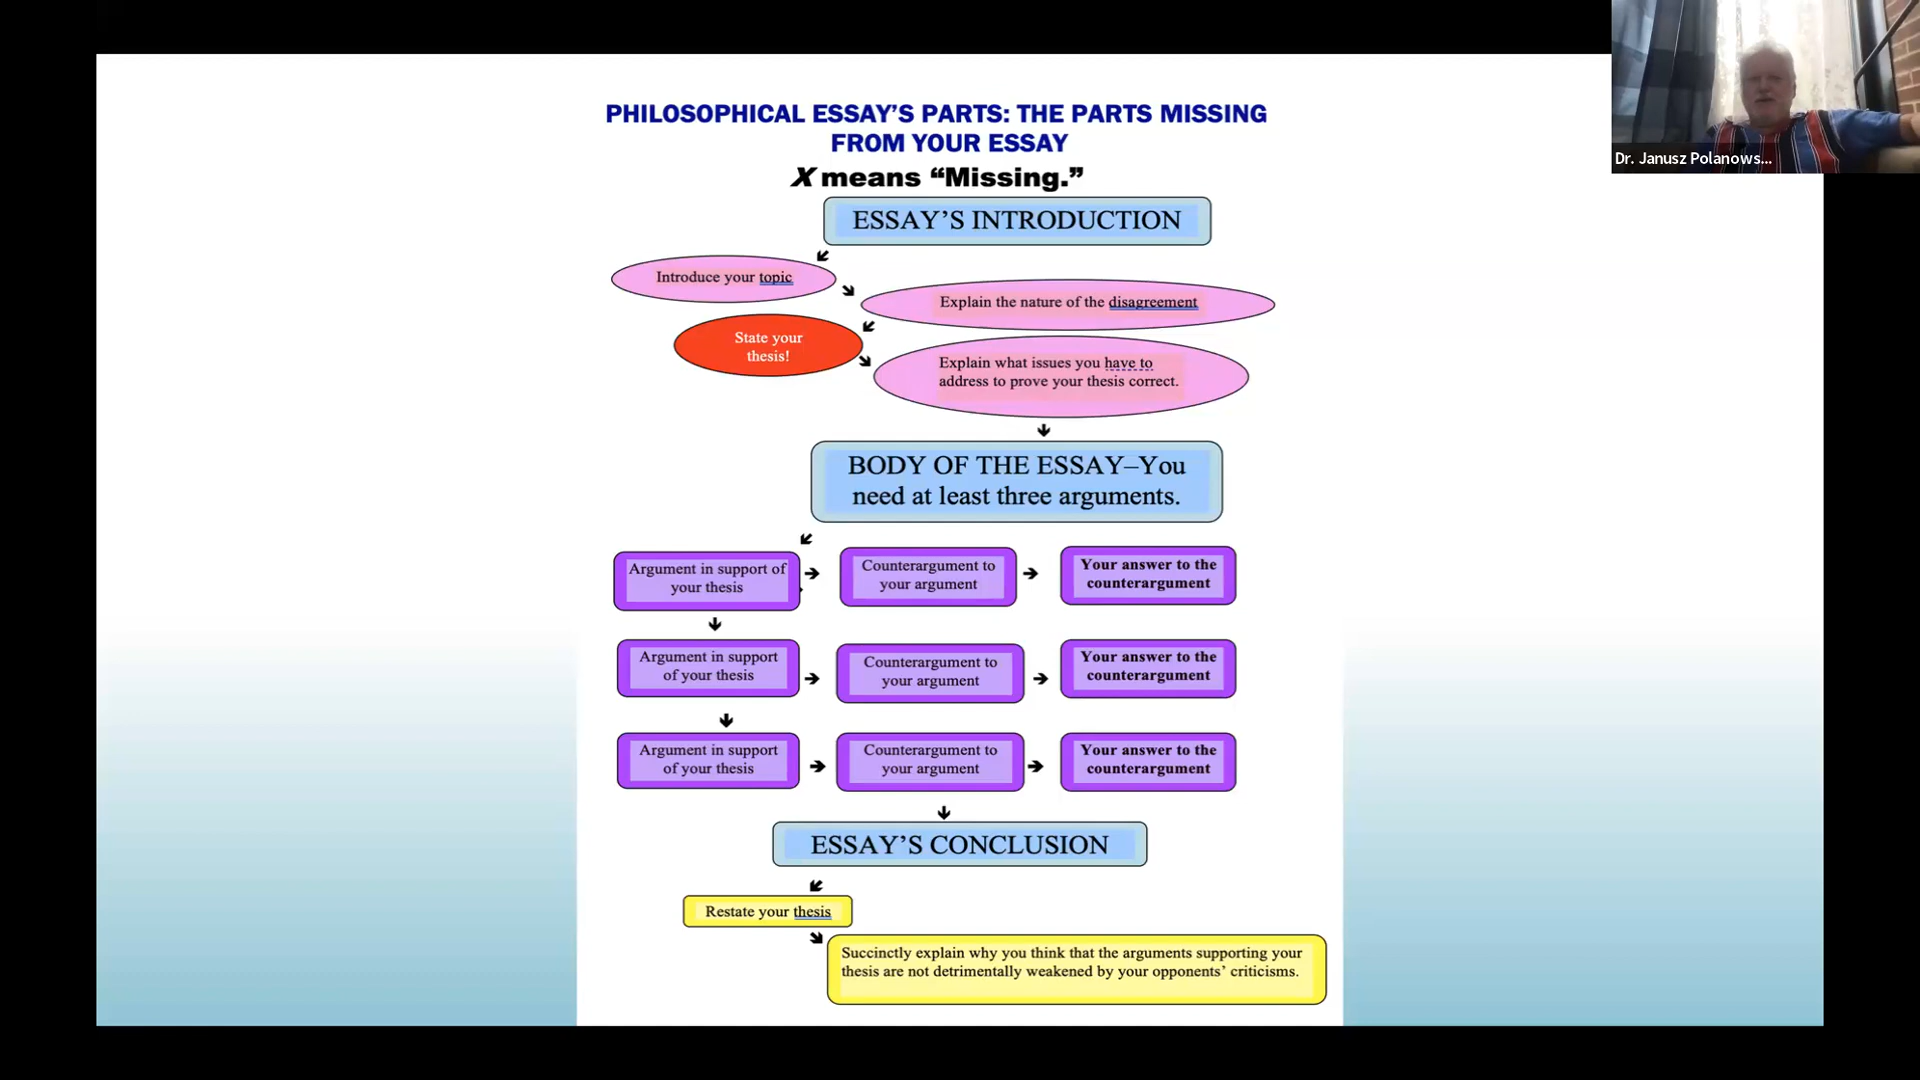 PHILOSOPHICAL ESSAY'S PARTS: THE PARTS MISSING
FROM YOUR ESSAY
X means “Missing.”
ESSAY’S INTRODUCTION
Introduce your topic
Explain the nature of the disagreement
State your
thesis!
Explain what issues you have to
address to prove your thesis correct.
BODY OF THE ESSAY–You
need at least three arguments.
Argument in support of
your thesis
Counterargument to
your argument
Your answer to the
counterargument
Argument in support
of your thesis
Counterargument to
your argument
Your answer to the
counterargument
Argument in support
of your thesis
Counterargument to
your argument
Your answer to the
counterargument
ESSAY’S CONCLUSION
Restate your thesis
Succinctly explain why you think that the arguments supporting your
thesis are not detrimentally weakened by your opponents’ criticisms.
Dr. Janusz Polanows...